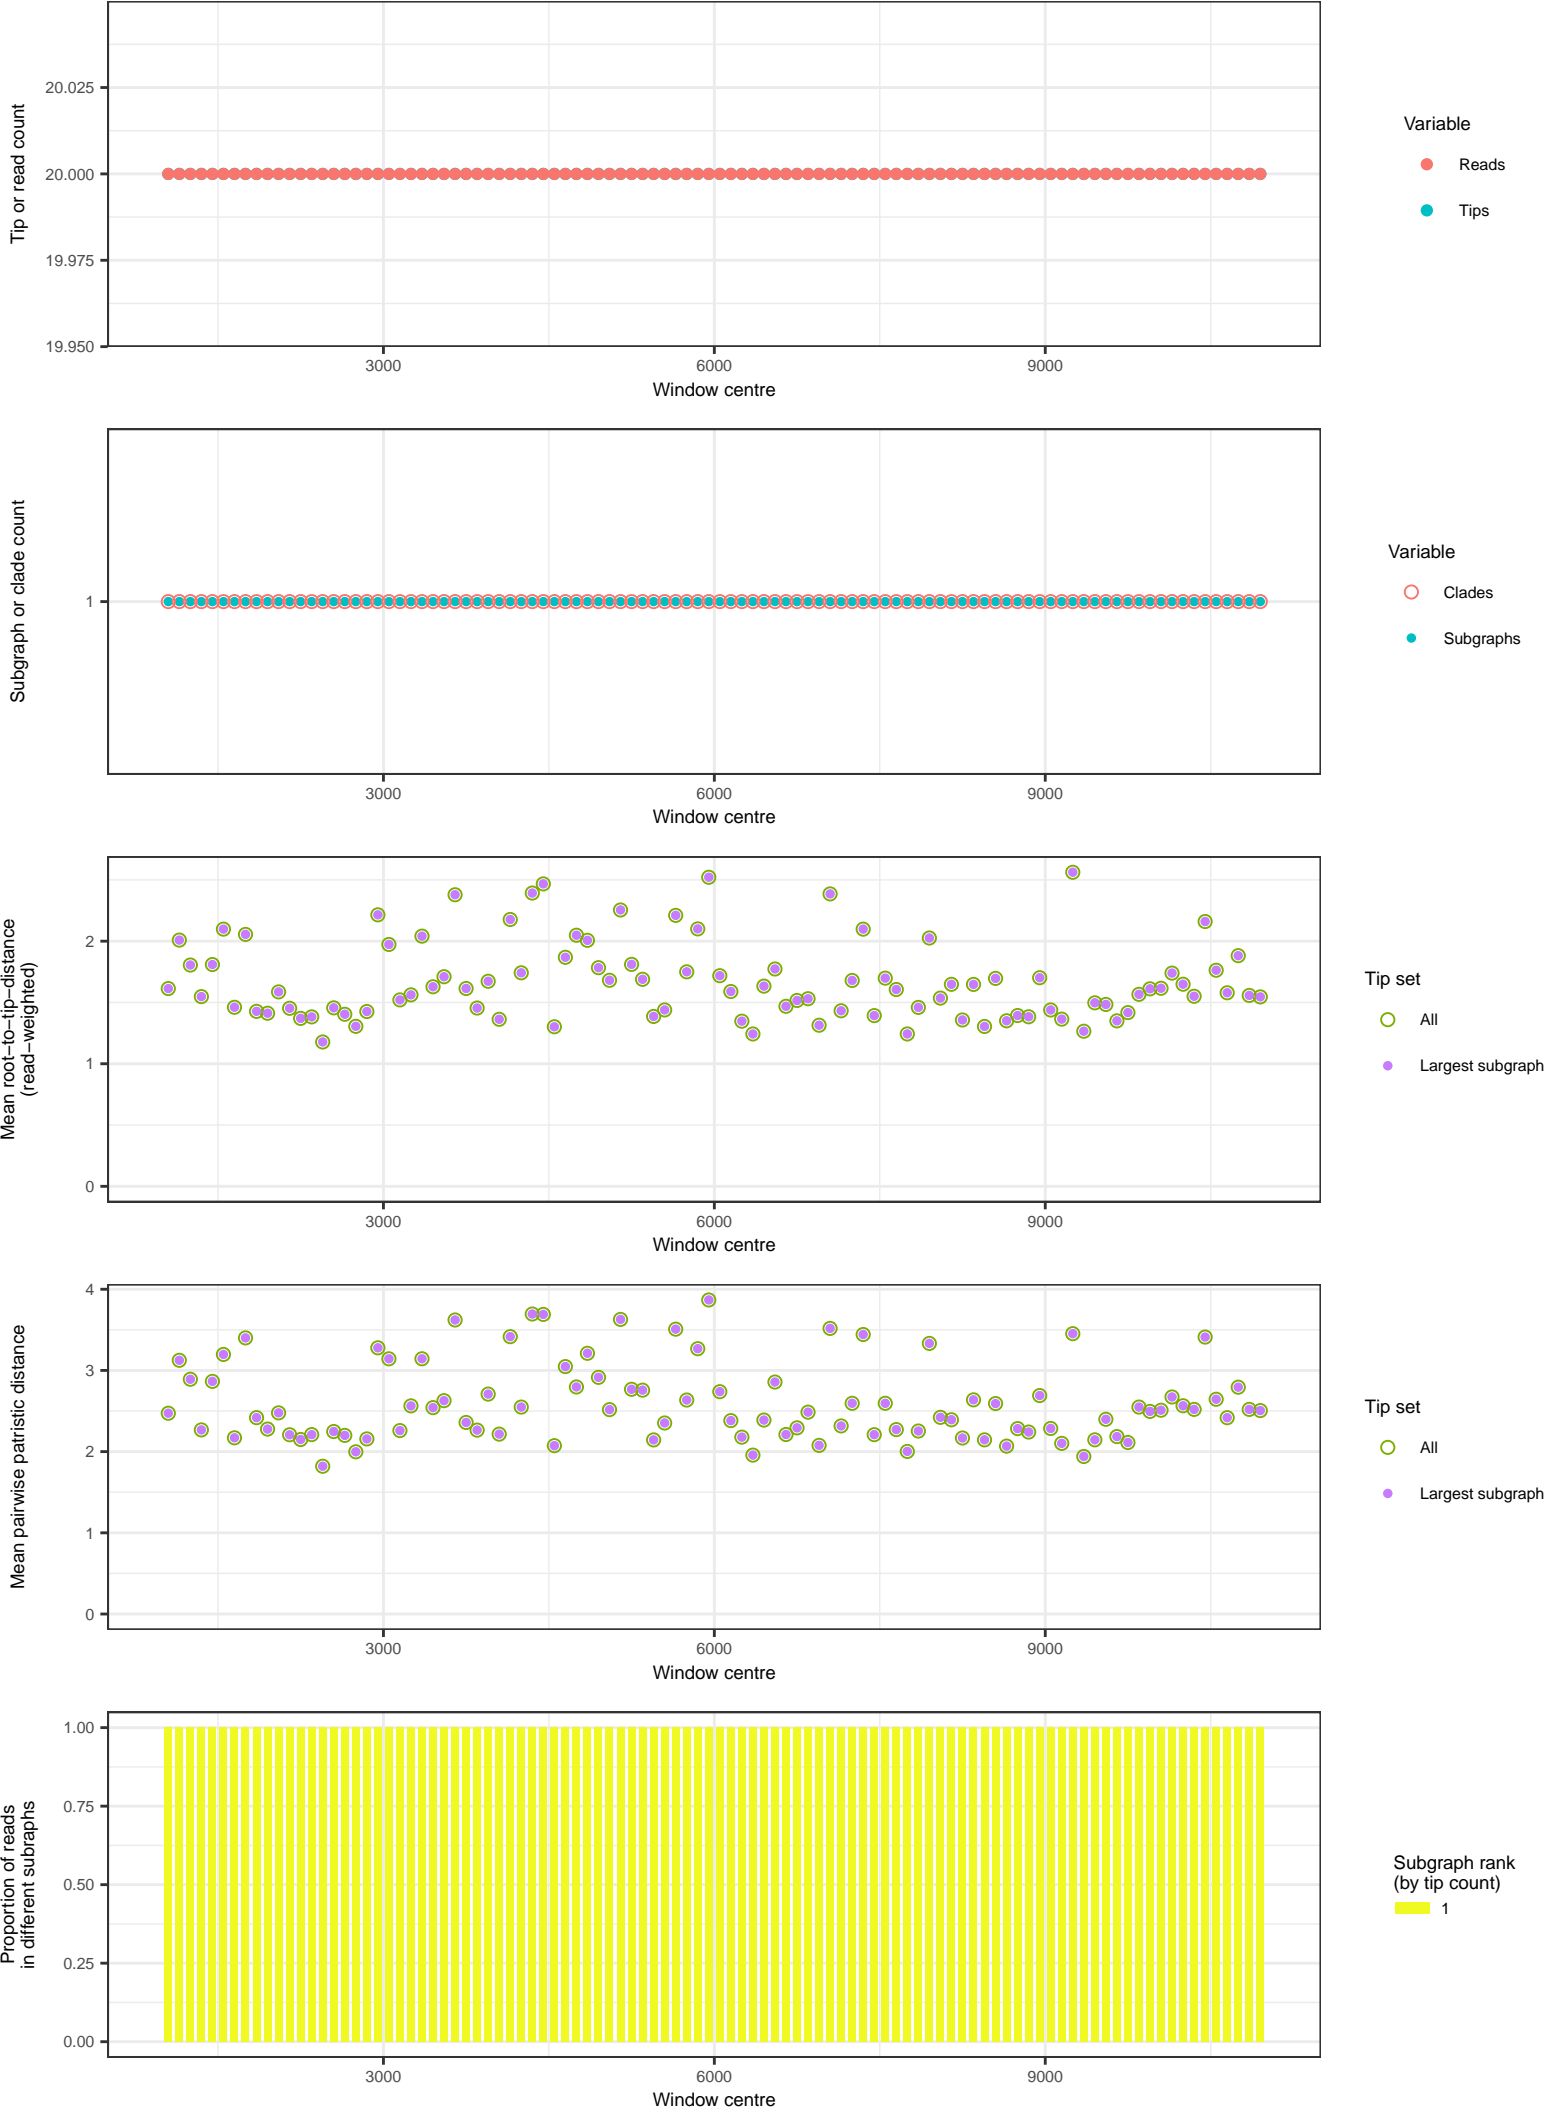 20.025
20.000
19.975
19.950
Tip or read count
3000 6000 9000
Window centre
Variable
Reads
Tips
1
Subgraph or clade count
3000 6000 9000
Window centre
Variable
Clades
Subgraphs
2
1
0
Mean root−to−tip−distance
(read−weighted)
3000 6000 9000
Window centre
Tip set
All
Largest subgraph
4
3
2
1
0
Mean pairwise patristic distance
3000 6000 9000
Window centre
Tip set
All
Largest subgraph
1.00
0.75
0.50
0.25
0.00
Proportion of reads
in different subraphs
3000 6000 9000
Window centre
Subgraph rank
(by tip count)
1